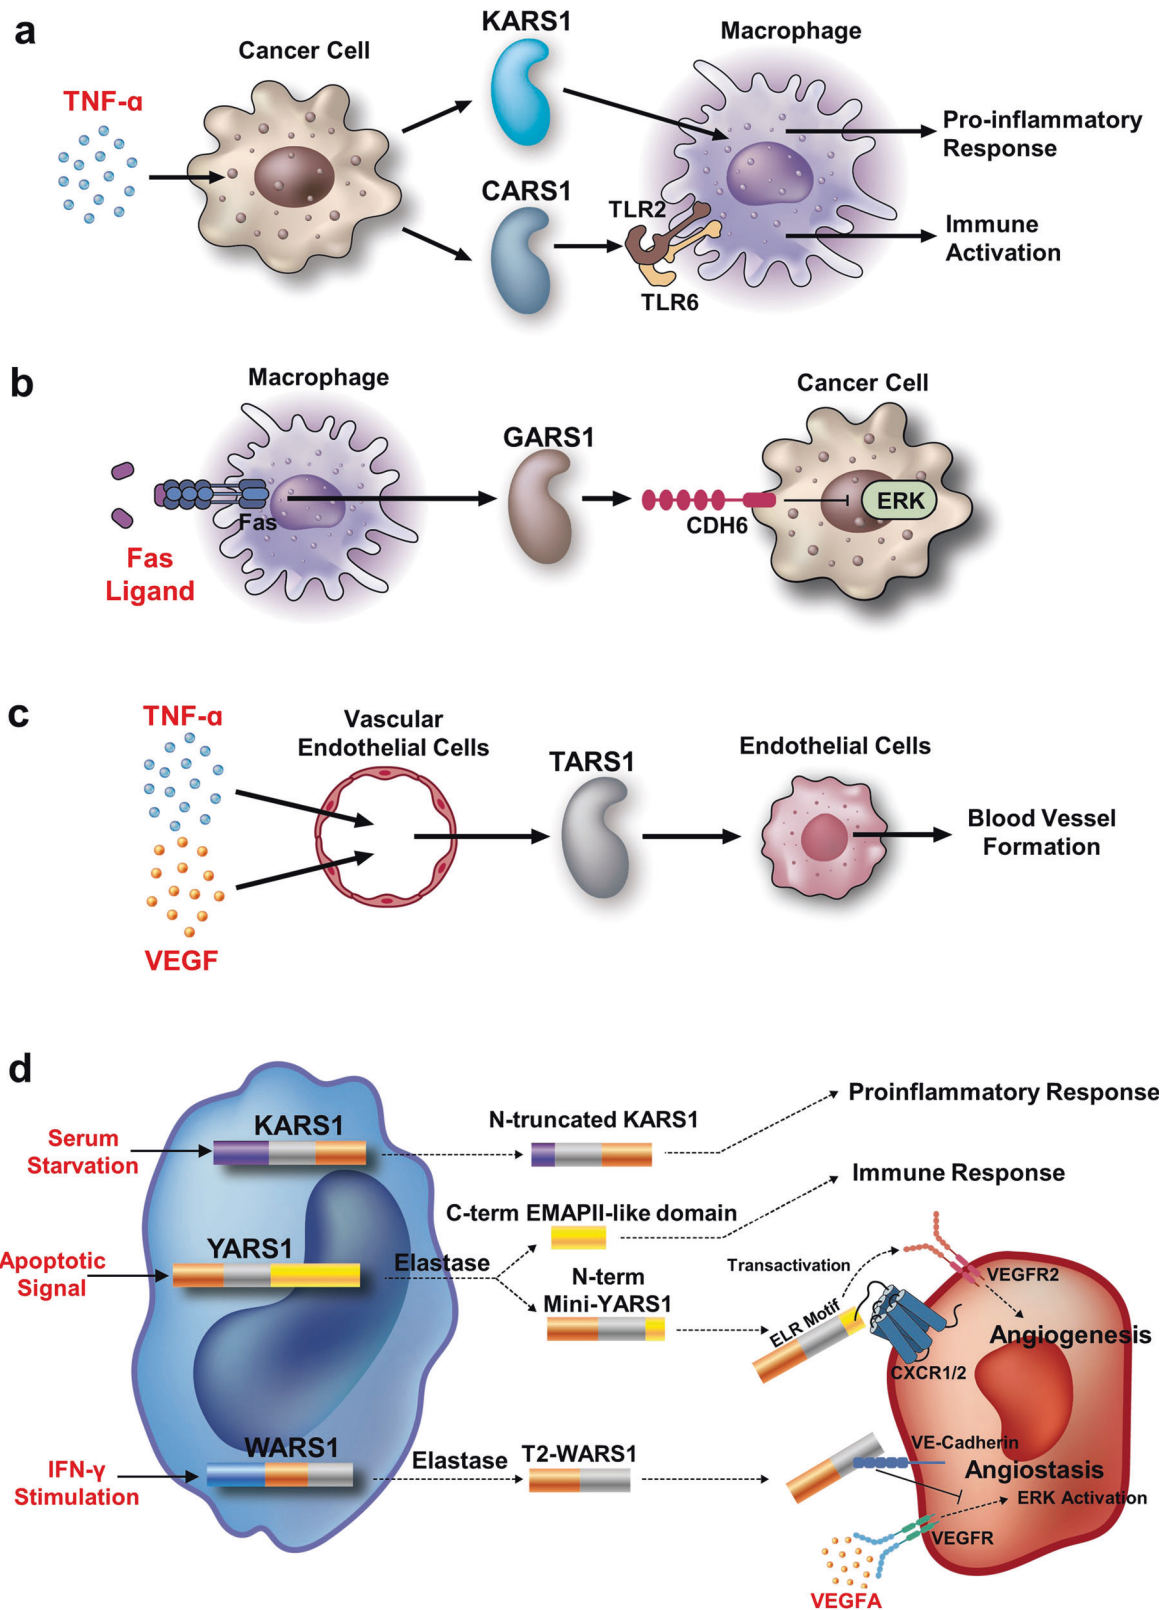 a
Cancer Cell
KARS1
Macrophage
TNF-α
Pro-inflammatory
Response
CARS1
TLR2
Immune
Activation
TLR6
b
Macrophage
Cancer Cell
GARS1
Fas
CDH6
ERK
Fas
Ligand
c
TNF-α
Vascular
Endothelial Cells
TARS1
Endothelial Cells
Blood Vessel
Formation
VEGF
d
Serum
Starvation
KARS1
N-truncated KARS1
Proinflammatory Response
Immune Response
C-term EMAPII-like domain
Apoptotic
Signal
YARS1
Elastase
N-term
Mini-YARS1
Transactivation
ELR Motif
VEGFR2
Angiogenesis
CXCR1/2
IFN-γ
Stimulation
WARS1
Elastase
T2-WARS1
VE-Cadherin
Angiostasis
ERK Activation
VEGFR
VEGFA